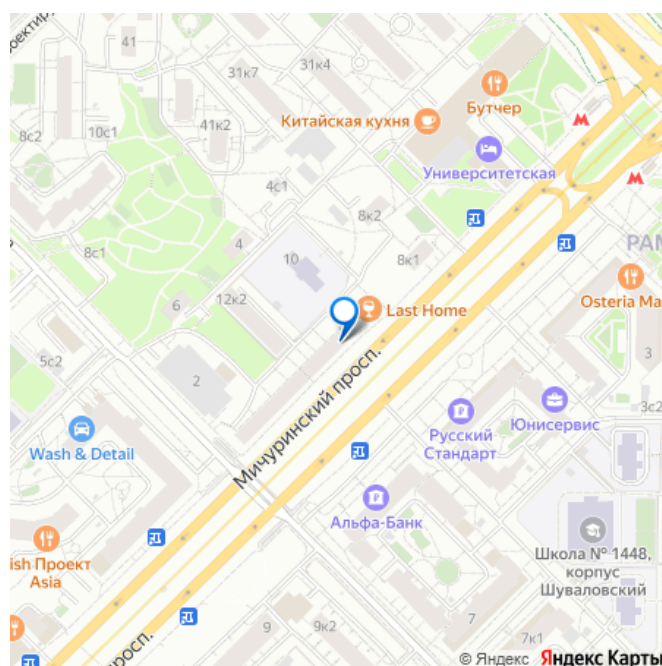 41
31к7
31к4
8с2
10с1
41к2
Китайская кухня
Бутчер
Университетская
4с1
8к2
8с1
4
10
8к1
6
12к2
Last Home
Osteria Ma
5с2
2
3
Мичуринский просп.
3с2
Wash & Detail
Русский
Стандарт
Юнисервис
Альфа-Банк
ish Проект
Asia
Школа № 1448,
корпус
Шуваловский
просп.
9
9к2
7к1
© Яндекс Яндекс Карты